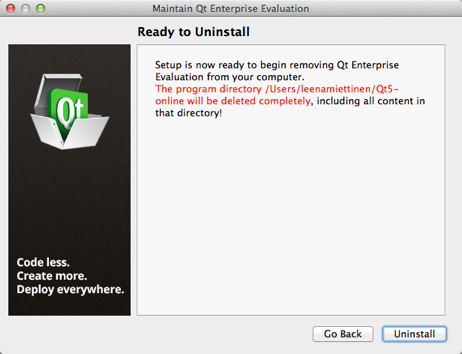 Maintain Qt Enterprise Evaluation
Ready to Uninstall
Setup is now ready to begin removing Qt Enterprise
Evaluation from your computer.
The program directory /Users/leenamiettinen/Qt5-
online will be deleted completely, including all content in
that directory!
Qt
Code less.
Create more.
Deploy everywhere.
Go Back
Uninstall